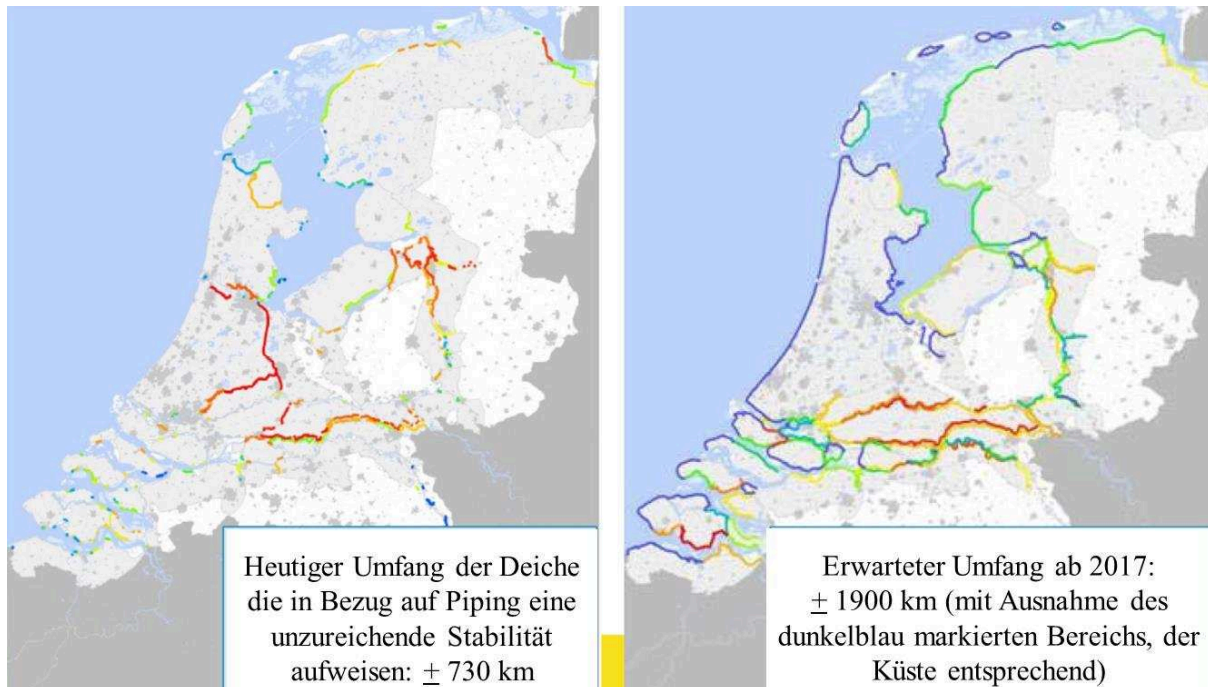 Heutiger Umfang der Deiche
die in Bezug auf Piping eine
unzureichende Stabilität
aufweisen: ± 730 km
Erwarteter Umfang ab 2017:
± 1900 km (mit Ausnahme des
dunkelblau markierten Bereichs, der
Küste entsprechend)